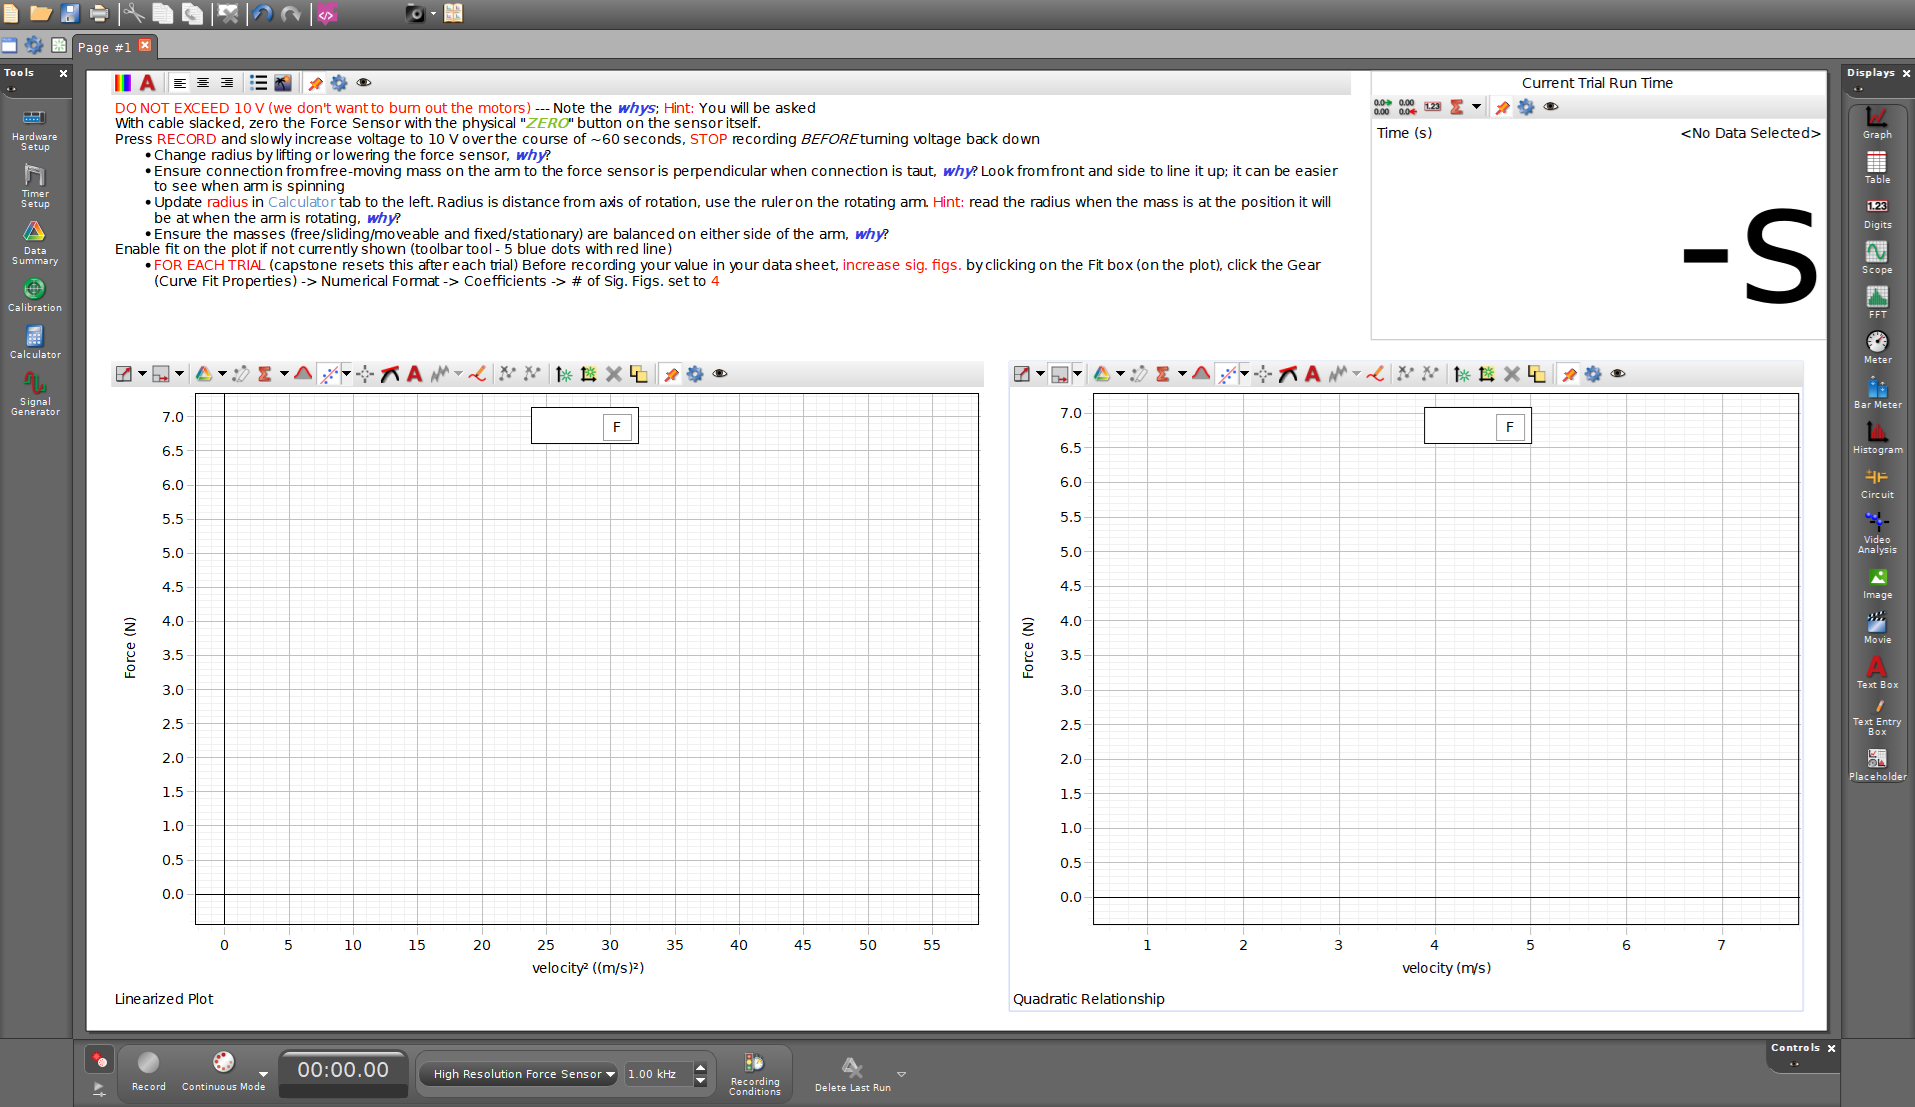 Page #1
Tools
Hardware
Setup
Timer
Setup
Data
Summary
Calibration
Calculator
Signal
Generator
DO NOT EXCEED 10 V (we don't want to burn out the motors) --- Note the whys; Hint: You will be asked
With cable slacked, zero the Force Sensor with the physical "ZERO" button on the sensor itself.
Press RECORD and slowly increase voltage to 10 V over the course of ~60 seconds, STOP recording BEFORE turning voltage back down
• Change radius by lifting or lowering the force sensor, why?
• Ensure connection from free-moving mass on the arm to the force sensor is perpendicular when connection is taut, why? Look from front and side to line it up; it can be easier
to see when arm is spinning
• Update radius in Calculator tab to the left. Radius is distance from axis of rotation, use the ruler on the rotating arm. Hint: read the radius when the mass is at the position it will
be at when the arm is rotating, why?
• Ensure the masses (free/sliding/moveable and fixed/stationary) are balanced on either side of the arm, why?
Enable fit on the plot if not currently shown (toolbar tool - 5 blue dots with red line)
• FOR EACH TRIAL (capstone resets this after each trial) Before recording your value in your data sheet, increase sig. figs. by clicking on the Fit box (on the plot), click the Gear
(Curve Fit Properties) -> Numerical Format -> Coefficients -> # of Sig. Figs. set to 4
Current Trial Run Time
0.0 0.00 1.23
0.00 0.0
Time (s) <No Data Selected>
-s
F
7.0
6.5
6.0
5.5
5.0
4.5
4.0
3.5
3.0
2.5
2.0
1.5
1.0
0.5
0.0
Force (N)
0 5 10 15 20 25 30 35 40 45 50 55
velocity² ((m/s)²)
Linearized Plot
F
7.0
6.5
6.0
5.5
5.0
4.5
4.0
3.5
3.0
2.5
2.0
1.5
1.0
0.5
0.0
Force (N)
1 2 3 4 5 6 7
velocity (m/s)
Quadratic Relationship
Displays
Graph
Table
1.23
Digits
Scope
FFT
Meter
Bar Meter
Histogram
Circuit
Video
Analysis
Image
Movie
Text Box
Text Entry
Box
Placeholder
Record
Continuous Mode
00:00.00
High Resolution Force Sensor
1.00 kHz
Recording
Conditions
Delete Last Run
Controls